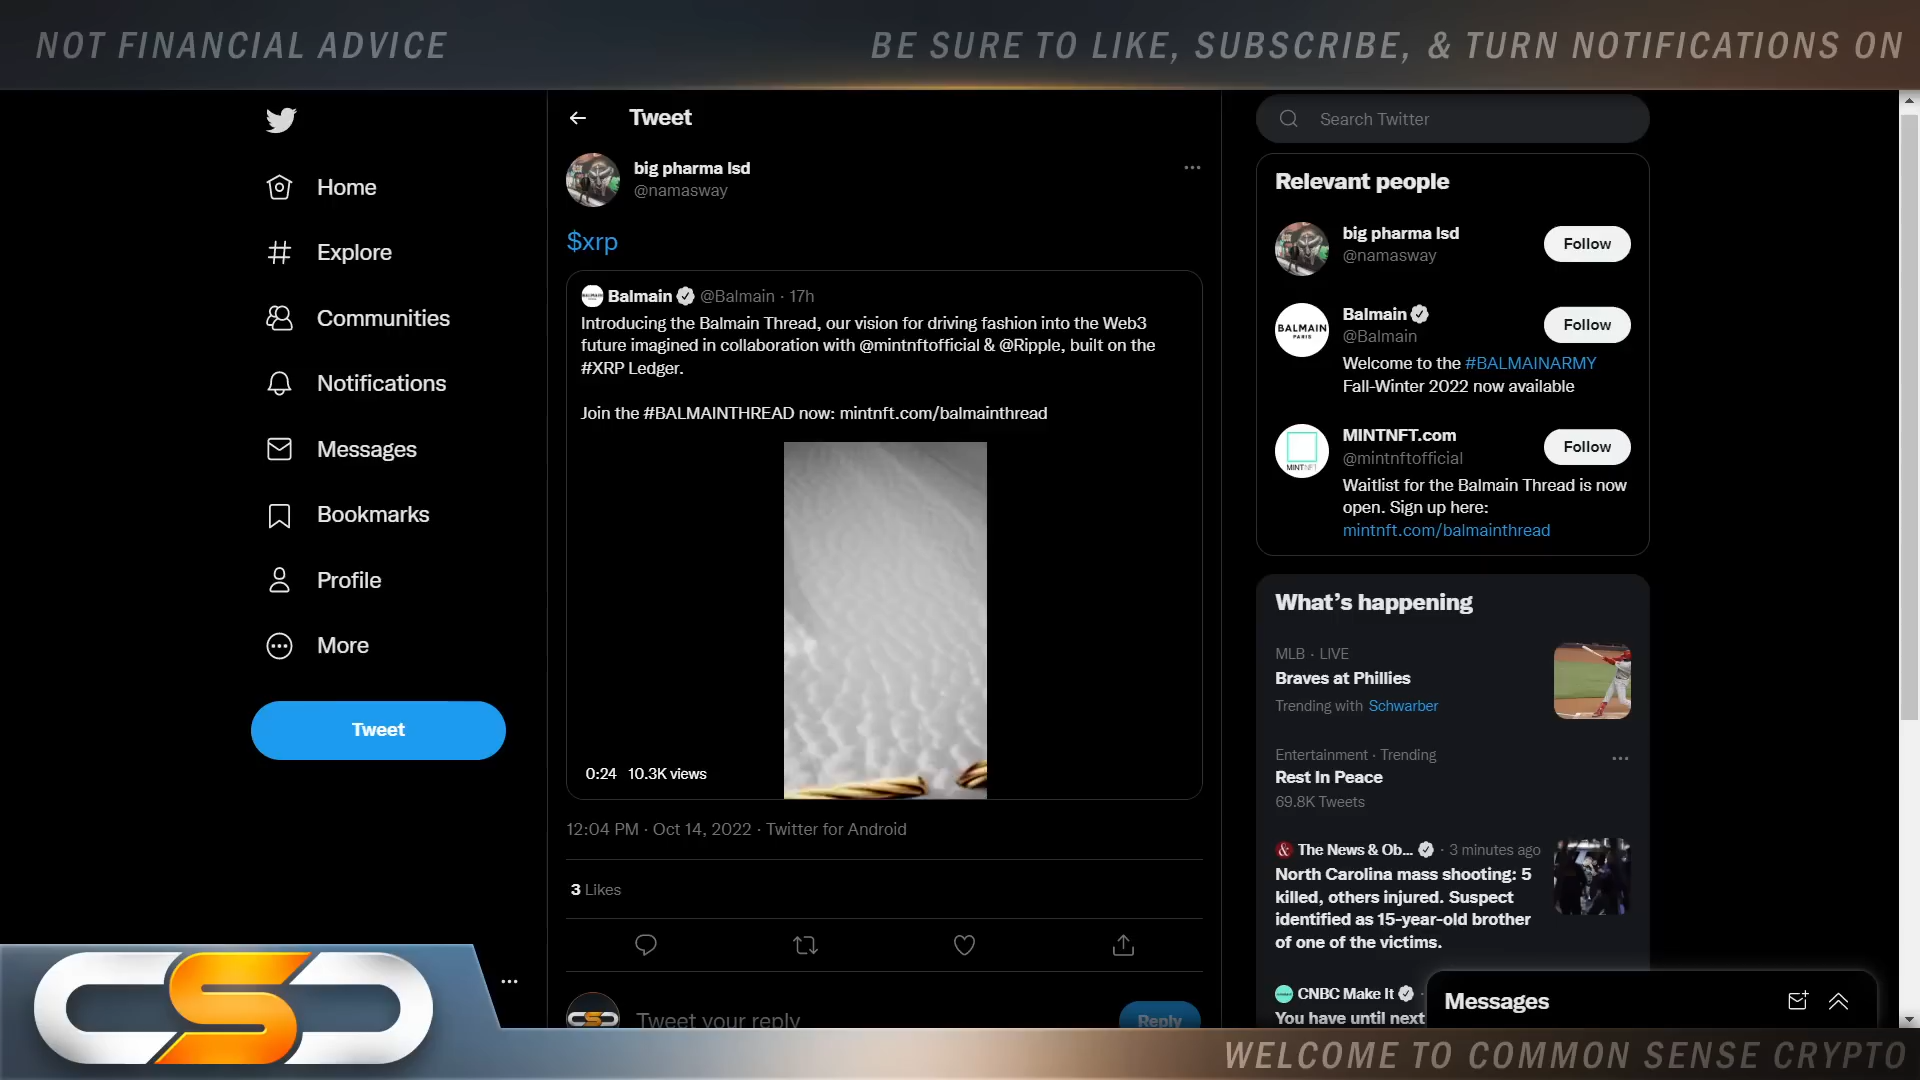 NOT FINANCIAL ADVICE
BE SURE TO LIKE, SUBSCRIBE, & TURN NOTIFICATIONS ON
Home
Explore
Communities
Notifications
Messages
Bookmarks
Profile
More
Tweet
Tweet
big pharma lsd
@namasway
$xrp
Balmain @Balmain · 17h
Introducing the Balmain Thread, our vision for driving fashion into the Web3
future imagined in collaboration with @mintnftofficial & @Ripple, built on the
#XRP Ledger.
Join the #BALMAINTHREAD now: mintnft.com/balmainthread
0:24 10.3K views
12:04 PM · Oct 14, 2022 · Twitter for Android
3 Likes
Tweet your reply
Reply
Search Twitter
Relevant people
big pharma lsd
@namasway
Follow
BALMAIN
PARIS
Balmain
@Balmain
Follow
Welcome to the #BALMAINARMY
Fall-Winter 2022 now available
MINTNFT
MINTNFT.com
@mintnftofficial
Follow
Waitlist for the Balmain Thread is now
open. Sign up here:
mintnft.com/balmainthread
What's happening
MLB · LIVE
Braves at Phillies
Trending with Schwarber
Entertainment · Trending
Rest In Peace
69.8K Tweets
The News & Ob... · 3 minutes ago
North Carolina mass shooting: 5
killed, others injured. Suspect
identified as 15-year-old brother
of one of the victims.
CNBC Make It ·
You have until next
Messages
CSC
WELCOME TO COMMON SENSE CRYPTO